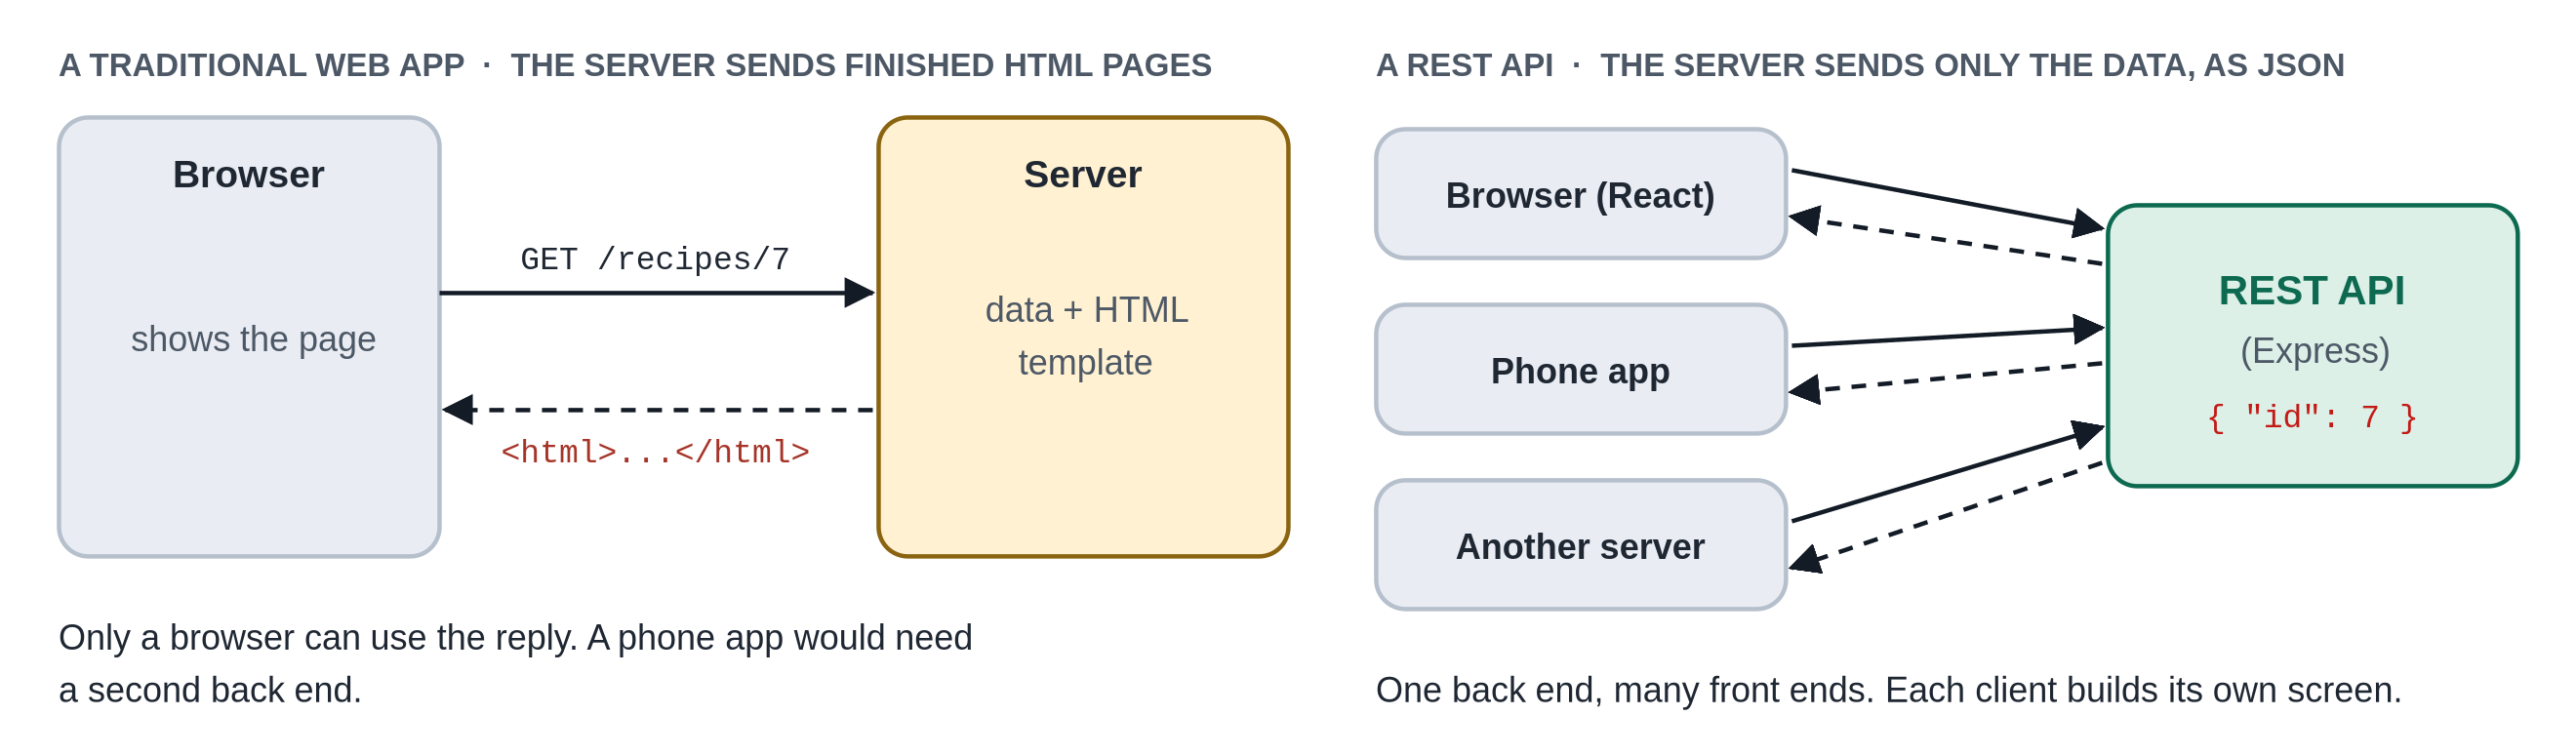 A TRADITIONAL WEB APP · THE SERVER SENDS FINISHED HTML PAGES
Browser
shows the page
GET /recipes/7
<html>...</html>
Server
data + HTML
template
Only a browser can use the reply. A phone app would need
a second back end.
A REST API · THE SERVER SENDS ONLY THE DATA, AS JSON
Browser (React)
Phone app
Another server
REST API
(Express)
{ "id": 7 }
One back end, many front ends. Each client builds its own screen.